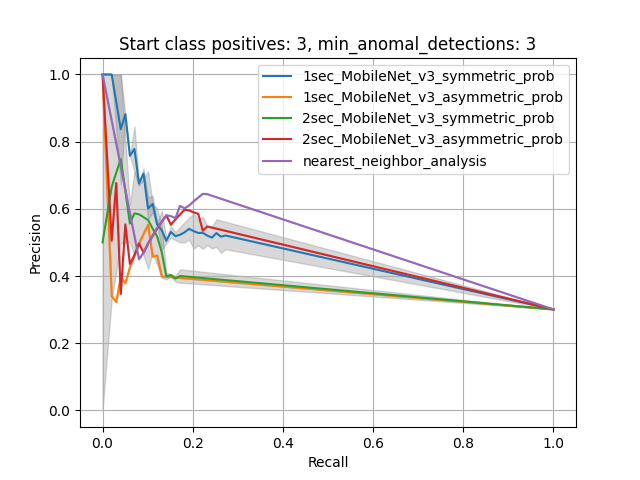 Start class positives: 3, min_anomal_detections: 3
1sec_MobileNet_v3_symmetric_prob
1sec_MobileNet_v3_asymmetric_prob
2sec_MobileNet_v3_symmetric_prob
2sec_MobileNet_v3_asymmetric_prob
nearest_neighbor_analysis
Precision
1.0
0.8
0.6
0.4
0.2
0.0
0.0 0.2 0.4 0.6 0.8 1.0
Recall